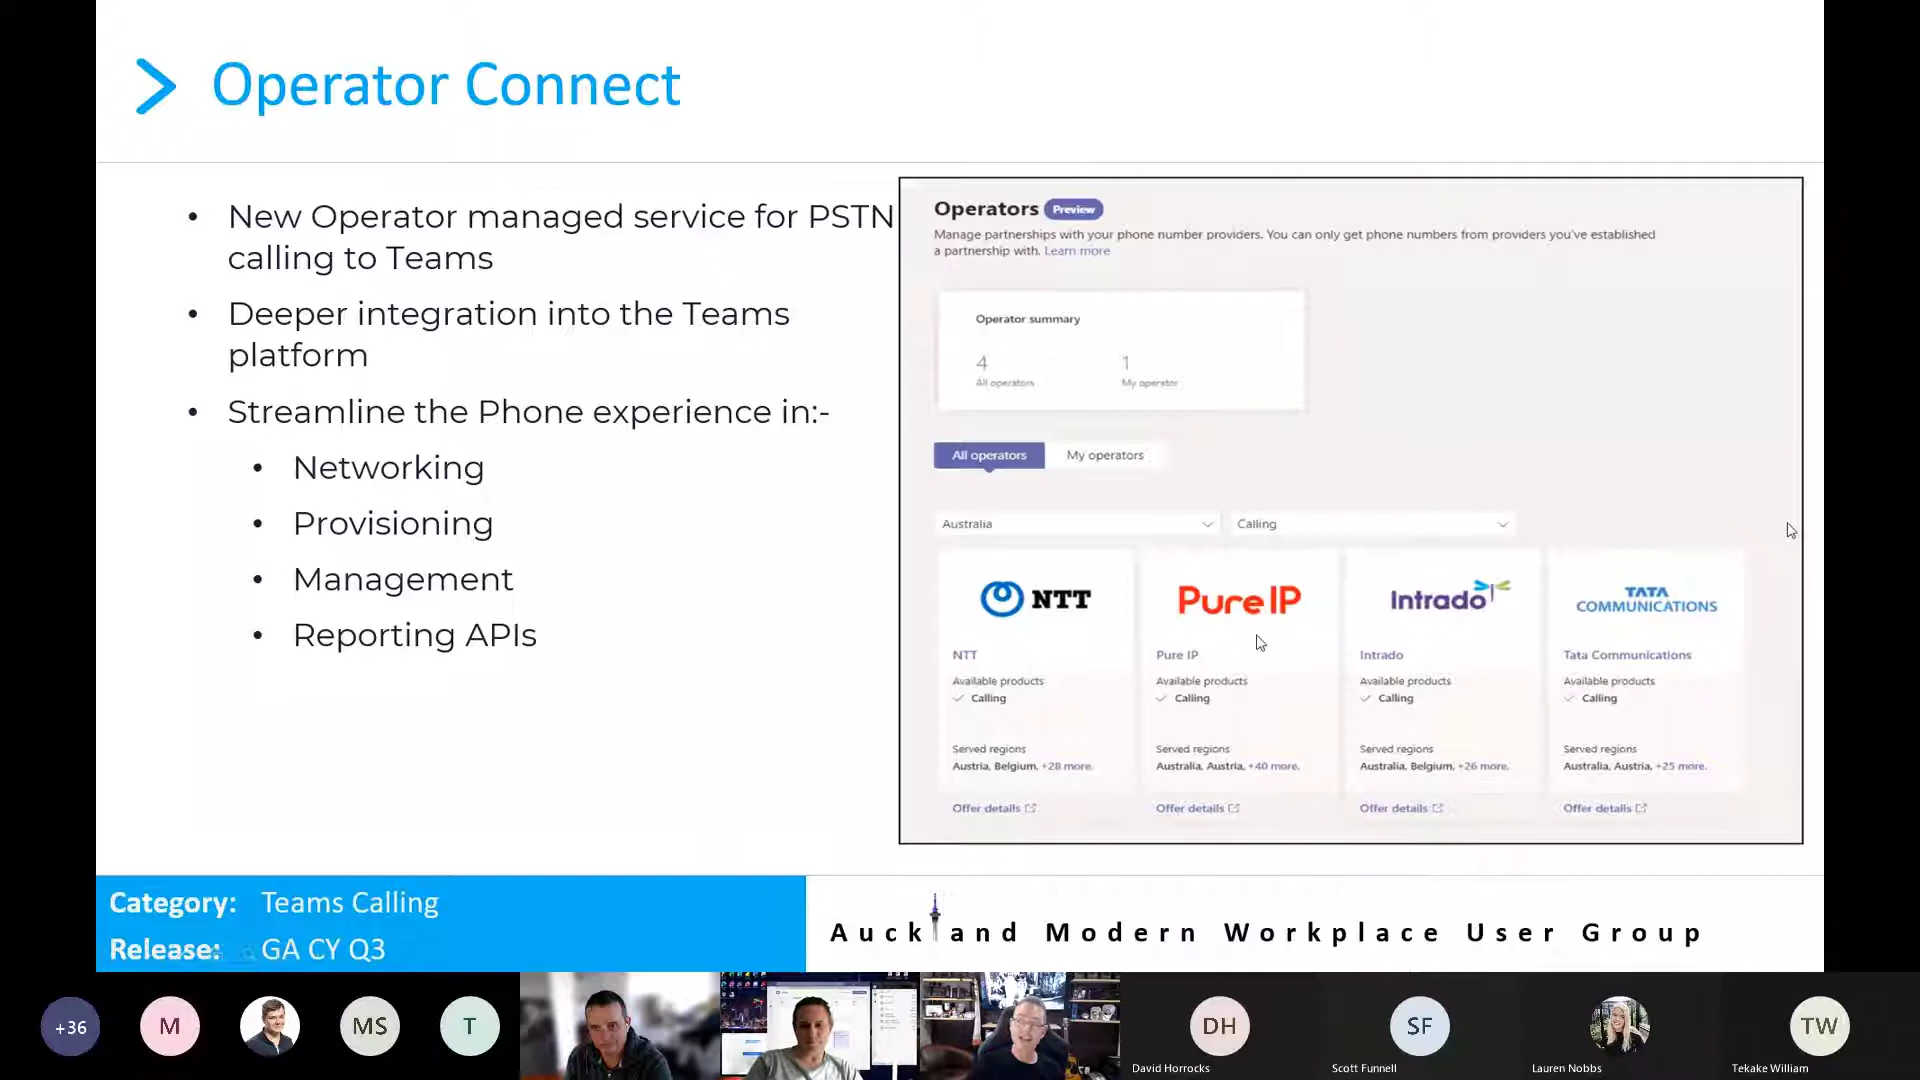 Operator Connect
• New Operator managed service for PSTN
calling to Teams
• Deeper integration into the Teams
platform
• Streamline the Phone experience in:-
• Networking
• Provisioning
• Management
• Reporting APIs
Operators Preview
Manage partnerships with your phone number providers. You can only get phone numbers from providers you've established
a partnership with. Learn more
Operator summary
4 1
All operators My operator
All operators My operators
Australia Calling
NTT PureIP Intrado TATA
COMMUNICATIONS
NTT Pure IP Intrado Tata Communications
Available products Available products Available products Available products
Calling Calling Calling Calling
Served regions Served regions Served regions Served regions
Austria, Belgium, +28 more. Australia, Austria, +40 more. Australia, Belgium, +26 more. Australia, Austria, +25 more.
Offer details Offer details Offer details Offer details
Category: Teams Calling
Release: GA CY Q3
Auckland Modern Workplace User Group
+36 M MS T DH SF TW
zoom
David Horrocks Scott Funnell Lauren Nobbs Tekake William